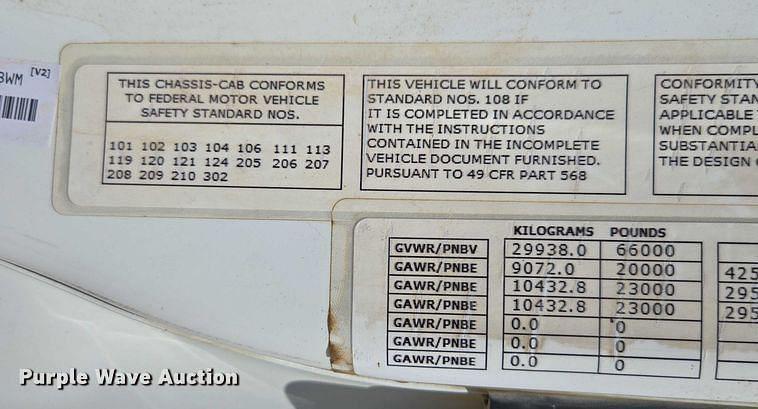 BWM [V2]
THIS CHASSIS-CAB CONFORMS
TO FEDERAL MOTOR VEHICLE
SAFETY STANDARD NOS.
101 102 103 104 106 111 113
119 120 121 124 205 206 207
208 209 210 302
THIS VEHICLE WILL CONFORM TO
STANDARD NOS. 108 IF
IT IS COMPLETED IN ACCORDANCE
WITH THE INSTRUCTIONS
CONTAINED IN THE INCOMPLETE
VEHICLE DOCUMENT FURNISHED.
PURSUANT TO 49 CFR PART 568
CONFORMITY
SAFETY STAN
APPLICABLE
WHEN COMPL
SUBSTANTIA
THE DESIGN
KILOGRAMS POUNDS
GVWR/PNBV 29938.0 66000
GAWR/PNBE 9072.0 20000 425
GAWR/PNBE 10432.8 23000 295
GAWR/PNBE 10432.8 23000 295
GAWR/PNBE 0.0 0
GAWR/PNBE 0.0 0
GAWR/PNBE 0.0 0
Purple Wave Auction